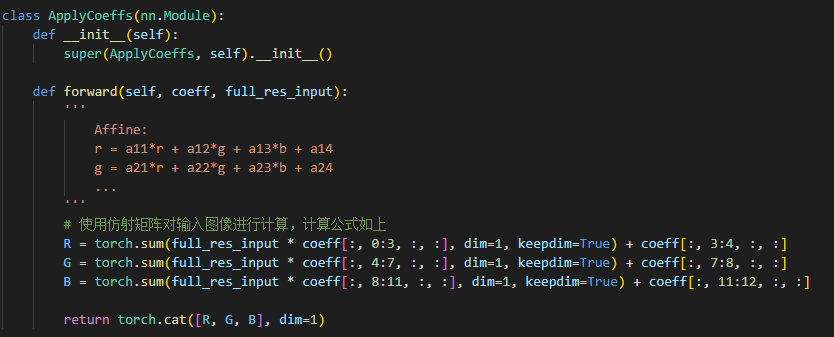 class ApplyCoeffs(nn.Module):
    def __init__(self):
        super(ApplyCoeffs, self).__init__()

    def forward(self, coeff, full_res_input):
        '''
            Affine:
            r = a11*r + a12*g + a13*b + a14
            g = a21*r + a22*g + a23*b + a24
            ...
        '''
        # 使用仿射矩阵对输入图像进行计算，计算公式如上
        R = torch.sum(full_res_input * coeff[:, 0:3, :, :], dim=1, keepdim=True) + coeff[:, 3:4, :, :]
        G = torch.sum(full_res_input * coeff[:, 4:7, :, :], dim=1, keepdim=True) + coeff[:, 7:8, :, :]
        B = torch.sum(full_res_input * coeff[:, 8:11, :, :], dim=1, keepdim=True) + coeff[:, 11:12, :, :]

        return torch.cat([R, G, B], dim=1)